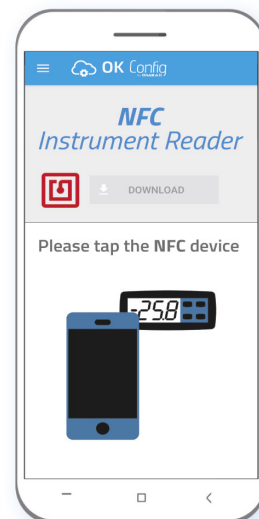 OK Config
NFC
Instrument Reader
DOWNLOAD
Please tap the NFC device
-25.8